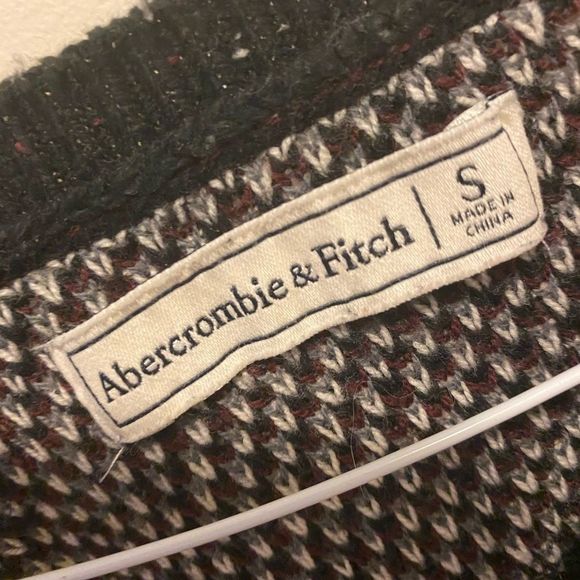 Abercrombie & Fitch
S
MADE IN
CHINA